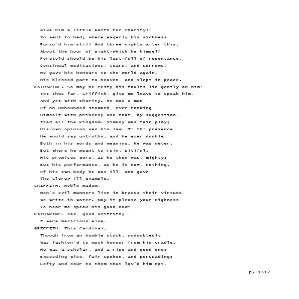 Give him a little earth for charity!'
So went to bed; where eagerly his sickness
Pursu'd him still And three nights after this,
About the hour of eight-which he himself
Foretold should be his last-full of repentance,
Continual meditations, tears, and sorrows,
He gave his honours to the world again,
His blessed part to heaven, and slept in peace.
KATHARINE. So may he rest; his faults lie gently on him!
Yet thus far, Griffith, give me leave to speak him,
And yet with charity. He was a man
Of an unbounded stomach, ever ranking
Himself with princes; one that, by suggestion,
Tied all the kingdom. Simony was fair play;
His own opinion was his law. I' th' presence
He would say untruths, and be ever double
Both in his words and meaning. He was never,
But where he meant to ruin, pitiful.
His promises were, as he then was, mighty;
But his performance, as he is now, nothing.
Of his own body he was ill, and gave
The clergy ill example.
GRIFFITH. Noble madam,
Men's evil manners live in brass: their virtues
We write in water. May it please your Highness
To hear me speak his good now?
KATHARINE. Yes, good Griffith;
I were malicious else.
GRIFFITH. This Cardinal,
Though from an humble stock, undoubtedly
Was fashion'd to much honour from his cradle.
He was a scholar, and a ripe and good one;
Exceeding wise, fair-spoken, and persuading;
Lofty and sour to them that lov'd him not,
p.